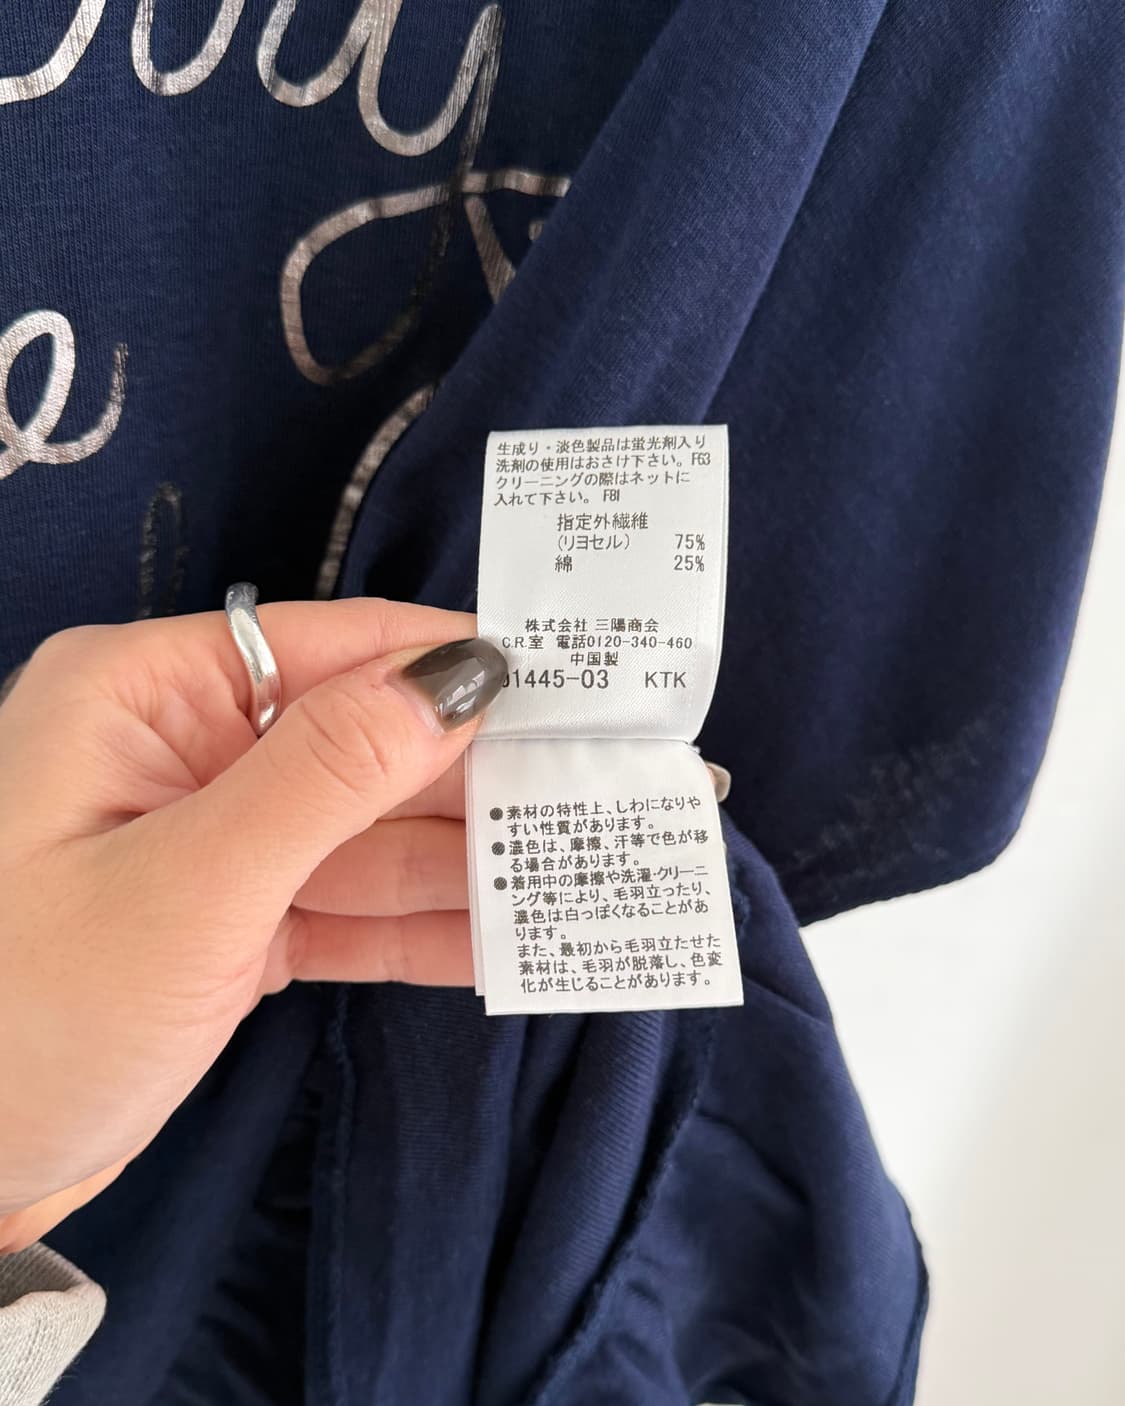 生成り・淡色製品は蛍光剤入り
洗剤の使用はおさけ下さい。F63
クリーニングの際はネットに
入れて下さい。 F81
指定外繊維
(リヨセル) 75%
綿 25%
株式会社 三陽商会
C.R.室 電話0120-340-460
中国製
1445-03 KTK
●素材の特性上、しわになりや
すい性質があります。
●濃色は、摩擦、汗等で色が移
る場合があります。
●着用中の摩擦や洗濯・クリーニ
ング等により、毛羽立ったり、
濃色は白っぽくなることがあ
ります。
また、最初から毛羽立たせた
素材は、毛羽が脱落し、色変
化が生じることがあります。